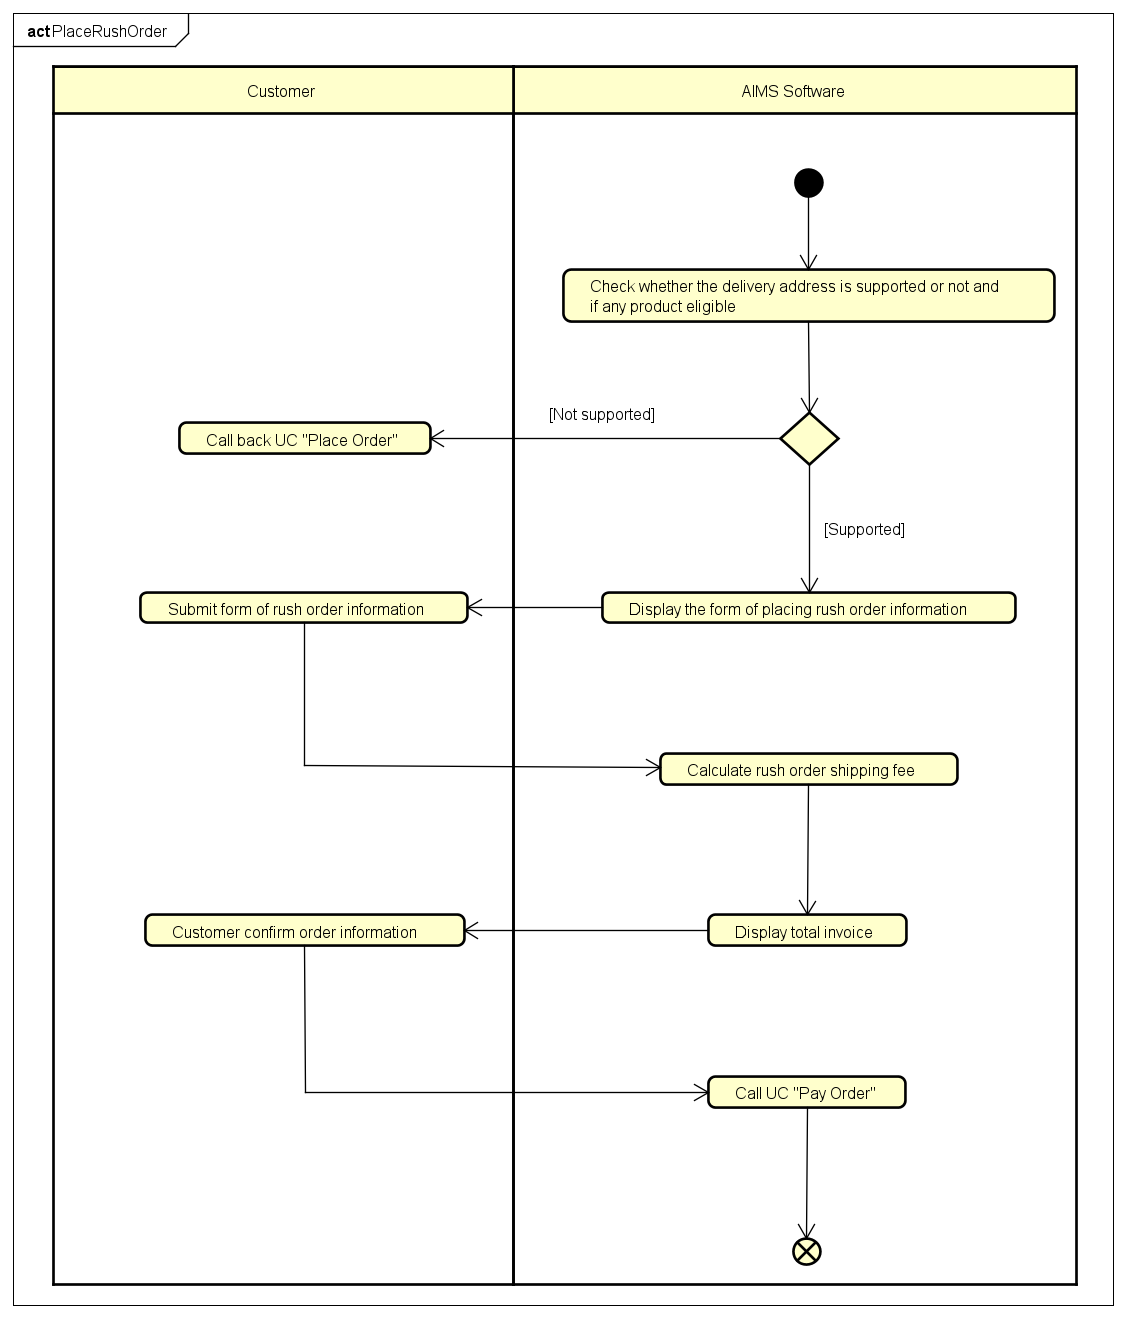 act PlaceRushOrder
Customer
AIMS Software
Check whether the delivery address is supported or not and
if any product eligible
[Not supported]
Call back UC "Place Order"
[Supported]
Submit form of rush order information
Display the form of placing rush order information
Calculate rush order shipping fee
Customer confirm order information
Display total invoice
Call UC "Pay Order"